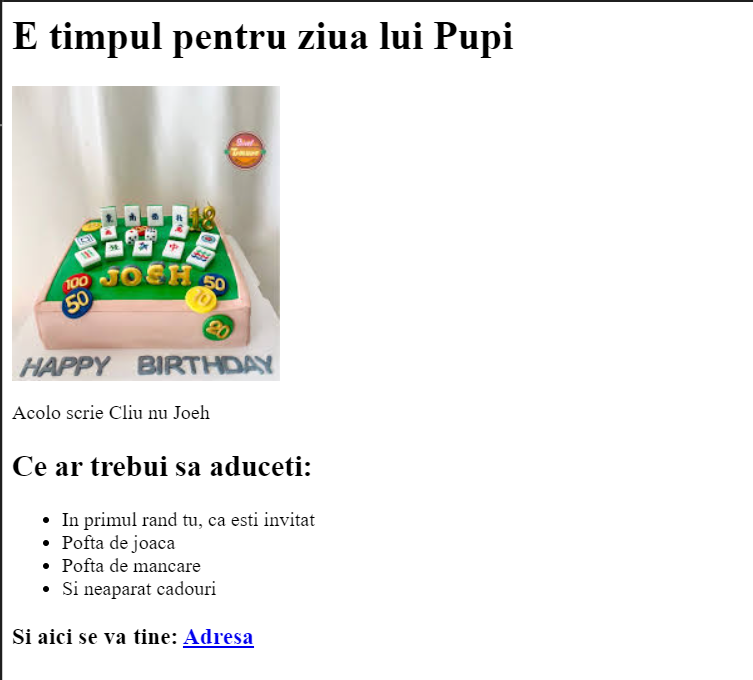 E timpul pentru ziua lui Pupi
18
JOSH
100
50
50
10
20
HAPPY BIRTHDAY
Acolo scrie Cliu nu Joeh
Ce ar trebui sa aduceti:
In primul rand tu, ca esti invitat
Pofta de joaca
Pofta de mancare
Si neaparat cadouri
Si aici se va tine: Adresa